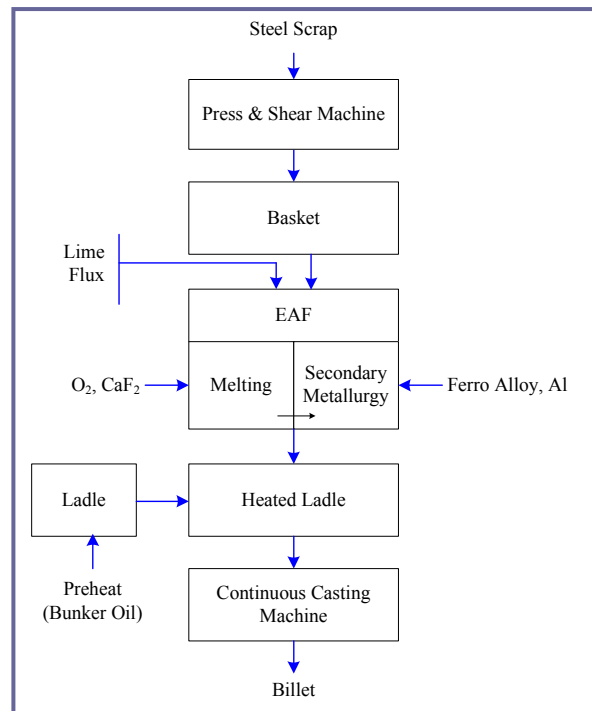 Steel Scrap
Press & Shear Machine
Basket
Lime
Flux
EAF
O₂, CaF₂
Melting
Secondary
Metallurgy
Ferro Alloy, Al
Ladle
Heated Ladle
Preheat
(Bunker Oil)
Continuous Casting
Machine
Billet